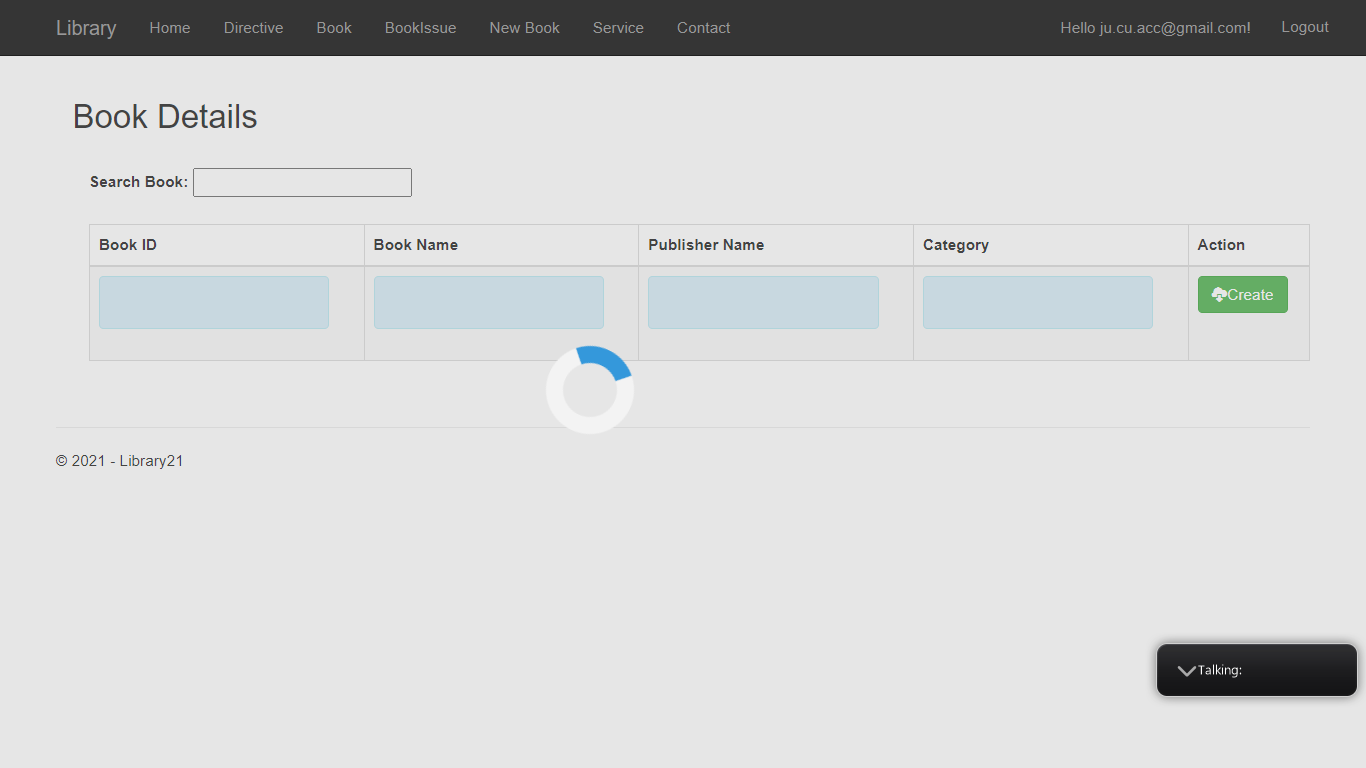 Library Home Directive Book BookIssue New Book Service Contact Hello ju.cu.acc@gmail.com! Logout
Book Details
Search Book:
Book ID Book Name Publisher Name Category Action
Create
© 2021 - Library21
Talking: